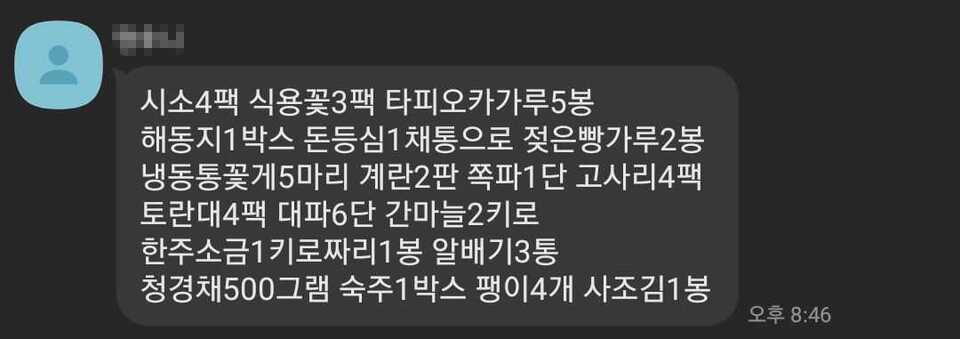 시소4팩 식용꽃3팩 타피오카가루5봉
해동지1박스 돈등심1채통으로 젖은빵가루2봉
냉동통꽃게5마리 계란2판 쪽파1단 고사리4팩
토란대4팩 대파6단 간마늘2키로
한주소금1키로짜리1봉 알배기3통
청경채500그램 숙주1박스 팽이4개 사조김1봉
오후 8:46